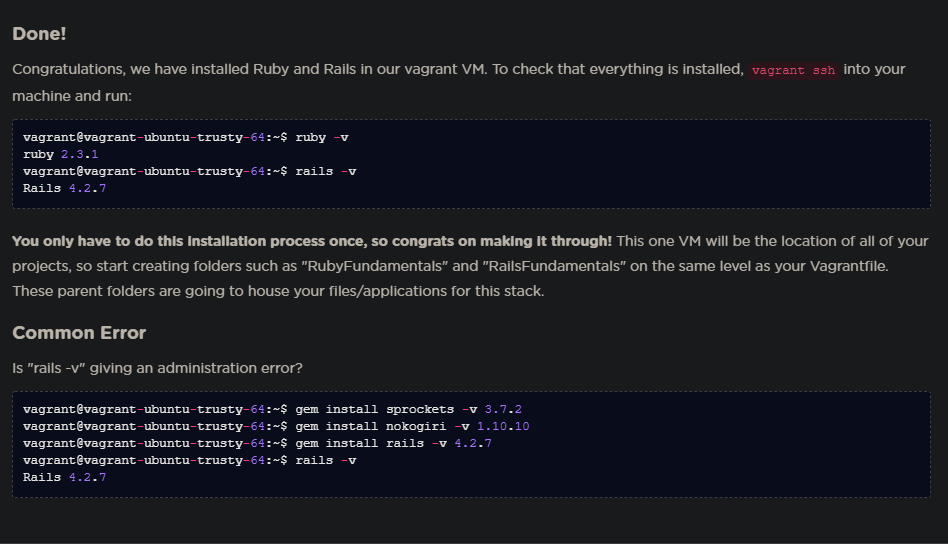 Done!
Congratulations, we have installed Ruby and Rails in our vagrant VM. To check that everything is installed, vagrant ssh into your
machine and run:
vagrant@vagrant-ubuntu-trusty-64:~$ ruby -v
ruby 2.3.1
vagrant@vagrant-ubuntu-trusty-64:~$ rails -v
Rails 4.2.7
You only have to do this installation process once, so congrats on making it through! This one VM will be the location of all of your
projects, so start creating folders such as "RubyFundamentals" and "RailsFundamentals" on the same level as your Vagrantfile.
These parent folders are going to house your files/applications for this stack.
Common Error
Is "rails -v" giving an administration error?
vagrant@vagrant-ubuntu-trusty-64:~$ gem install sprockets -v 3.7.2
vagrant@vagrant-ubuntu-trusty-64:~$ gem install nokogiri -v 1.10.10
vagrant@vagrant-ubuntu-trusty-64:~$ gem install rails -v 4.2.7
vagrant@vagrant-ubuntu-trusty-64:~$ rails -v
Rails 4.2.7